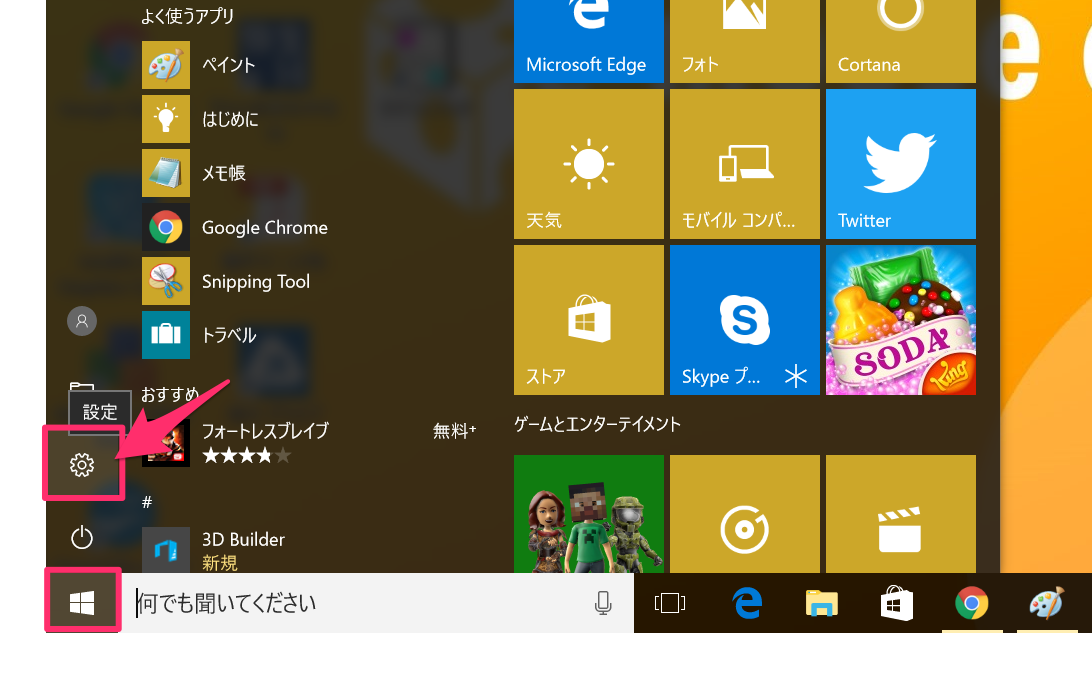 よく使うアプリ
ペイント
はじめに
メモ帳
Google Chrome
Snipping Tool
トラベル
おすすめ
設定
フォートレスブレイブ
無料+
#
3D Builder
新規
何でも聞いてください
Microsoft Edge
フォト
Cortana
天気
モバイル コンパ...
Twitter
ストア
Skype プ...
SODA
King
ゲームとエンターテイメント
e